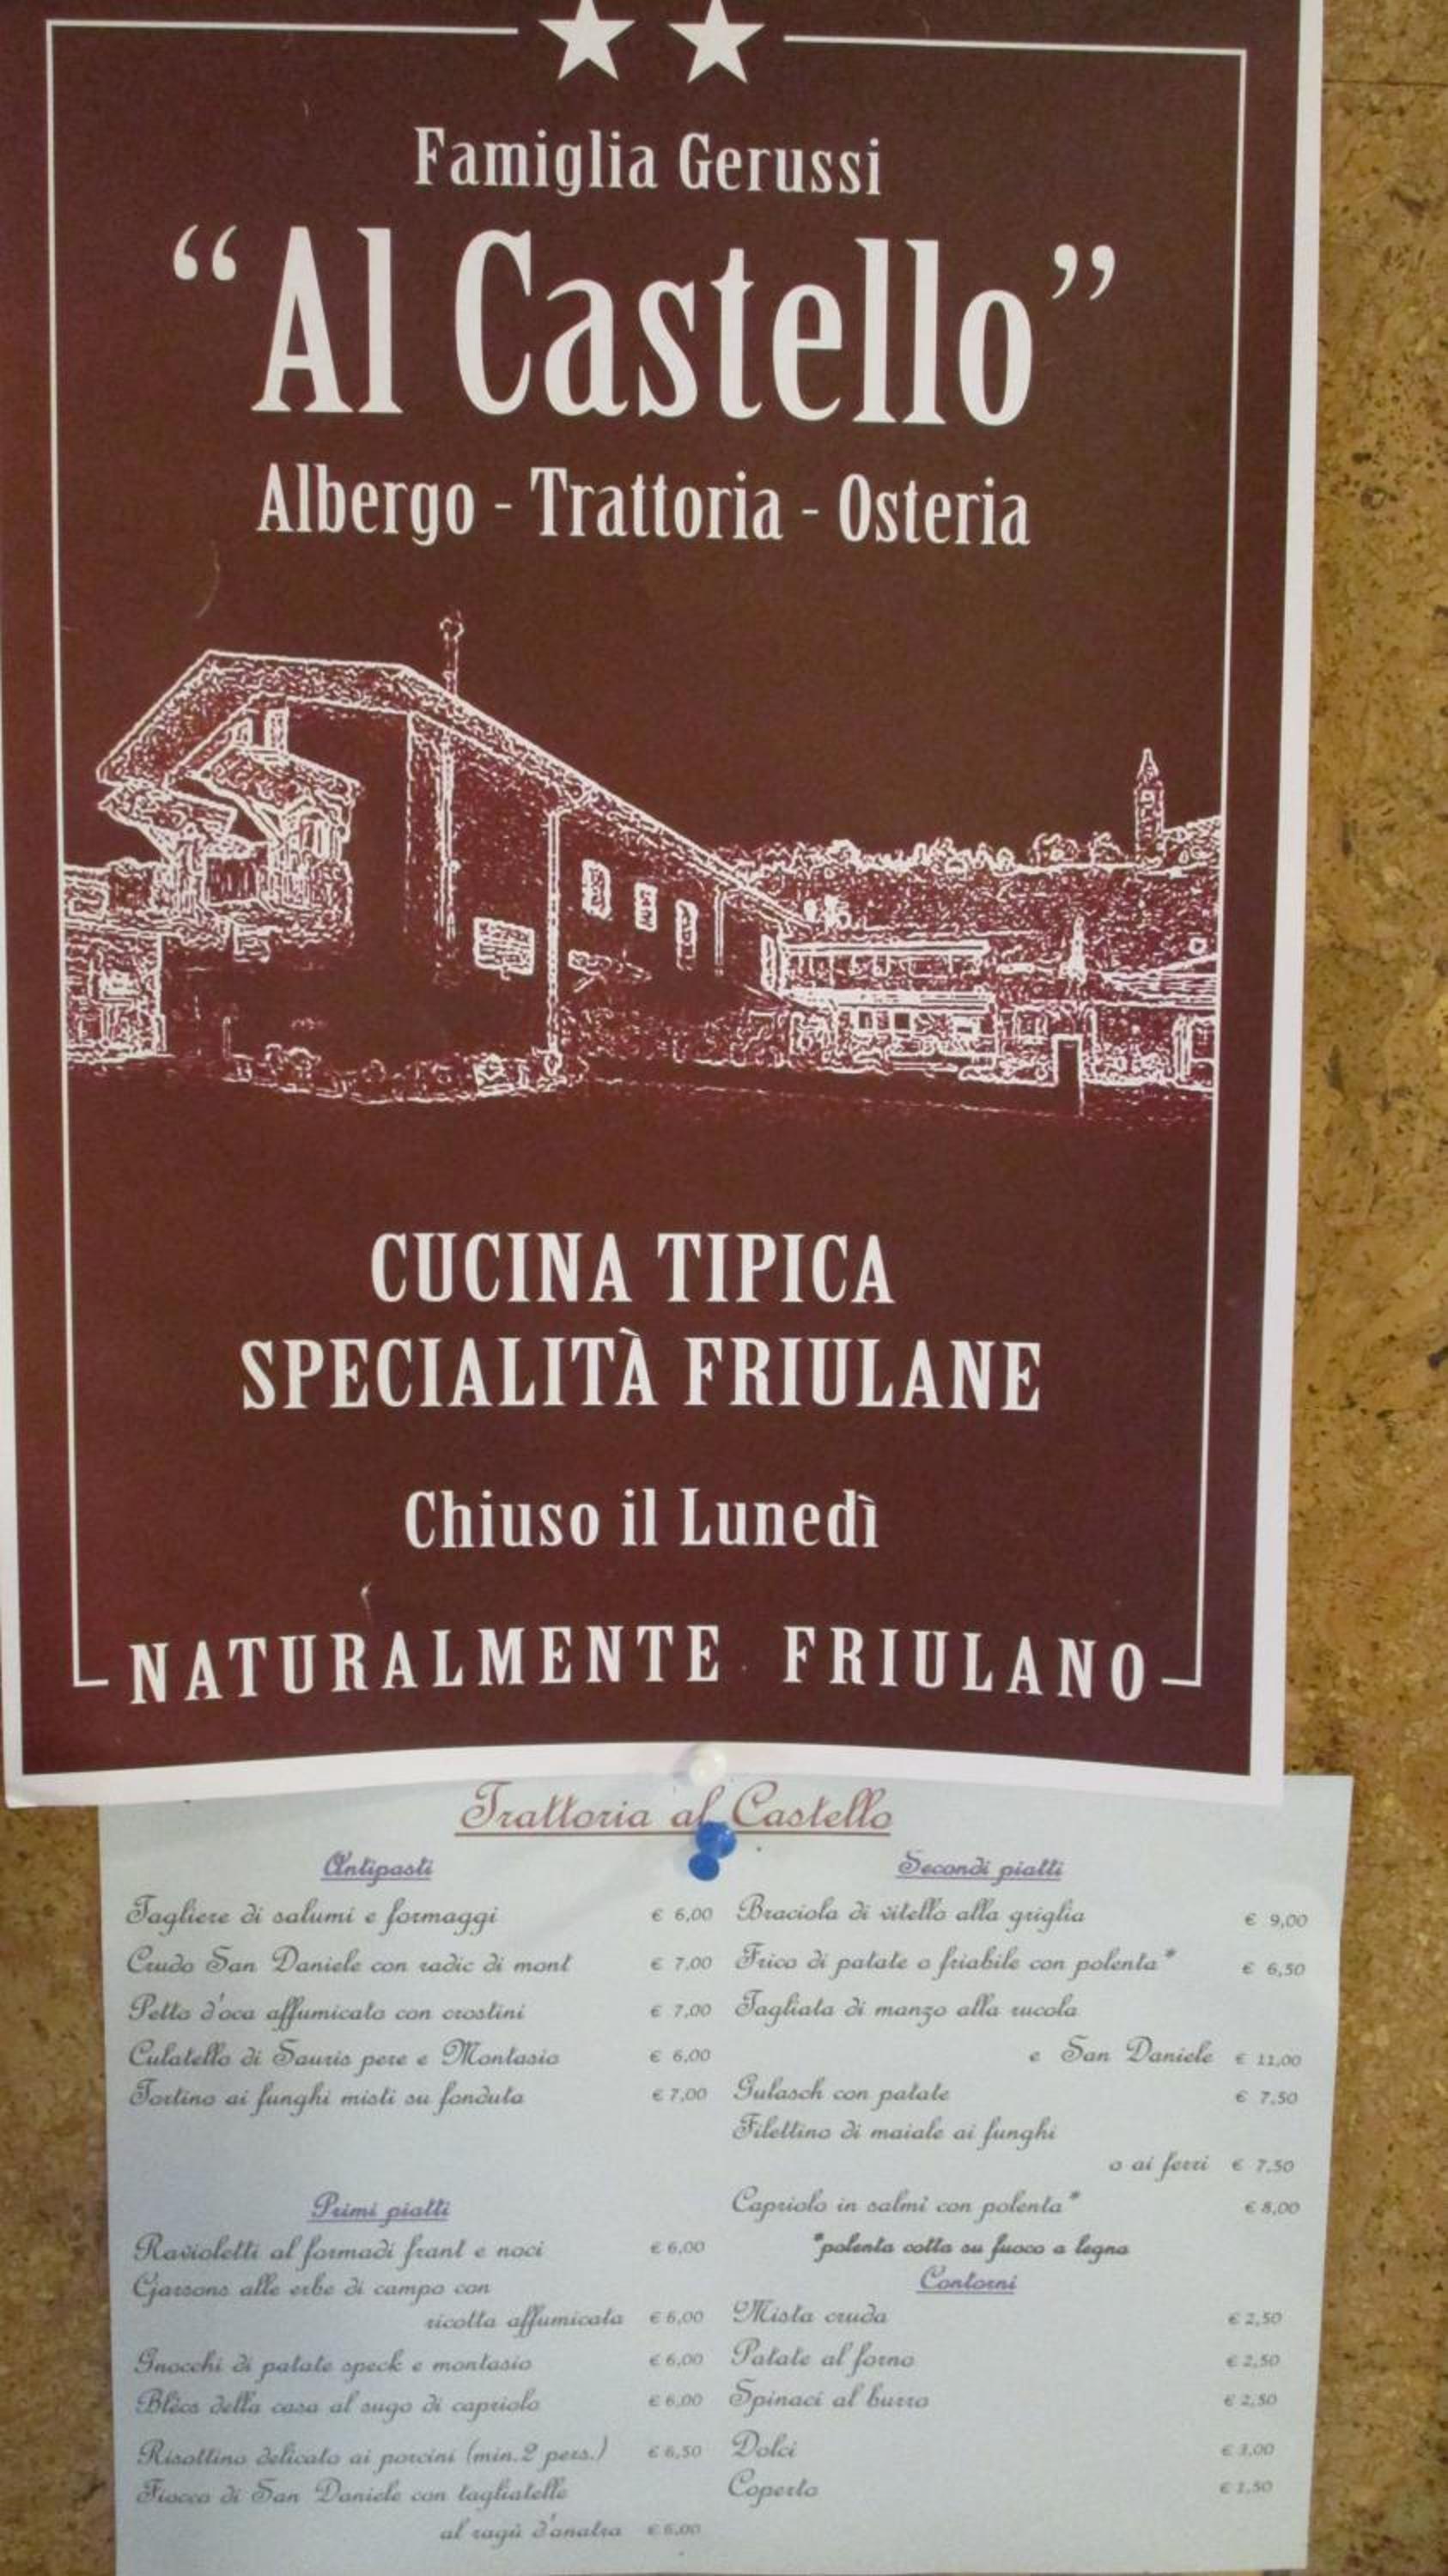 Famiglia Gerussi
“Al Castello”
Albergo - Trattoria - Osteria
CUCINA TIPICA
SPECIALITÀ FRIULANE
Chiuso il Lunedì
NATURALMENTE FRIULANO
Trattoria al Castello
Antipasti
Tagliere di salumi e formaggi € 6,00
Crudo San Daniele con radic di mont € 7,00
Petto d'oca affumicato con crostini € 7,00
Culatello di Sauris pere e Montasio € 6,00
Tortino ai funghi misti su fonduta € 7,00
Primi piatti
Ravioletti al formadi frant e noci € 6,00
Cjarsons alle erbe di campo con
ricotta affumicata € 6,00
Gnocchi di patate speck e montasio € 6,00
Blècs della casa al sugo di capriolo € 6,00
Risottino delicato ai porcini (min.2 pers.) € 6,50
Fiocco di San Daniele con tagliatelle
al ragù d'anatra € 6,00
Secondi piatti
Braciola di vitello alla griglia € 9,00
Frico di patate o friabile con polenta* € 6,50
Tagliata di manzo alla rucola
e San Daniele € 11,00
Gulasch con patate € 7,50
Filettino di maiale ai funghi
o ai ferri € 7,50
Capriolo in salmì con polenta* € 8,00
*polenta cotta su fuoco a legna
Contorni
Mista cruda € 2,50
Patate al forno € 2,50
Spinaci al burro € 2,50
Dolci € 3,00
Coperto € 1,50